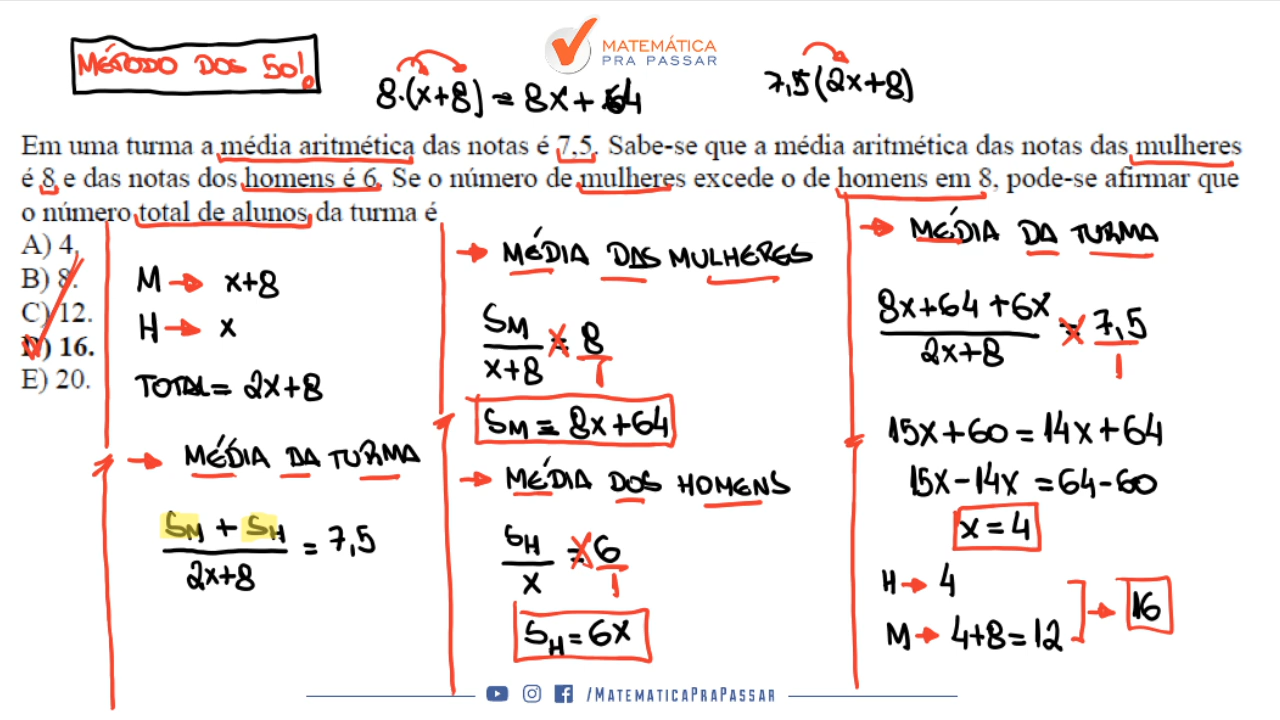 MÉTODO DOS 50!
MATEMÁTICA
PRA PASSAR
8.(x+8) = 8x + 64
7,5(2x+8)
Em uma turma a média aritmética das notas é 7,5. Sabe-se que a média aritmética das notas das mulheres
é 8 e das notas dos homens é 6. Se o número de mulheres excede o de homens em 8, pode-se afirmar que
o número total de alunos da turma é
A) 4.
B) 8.
C) 12.
D) 16.
E) 20.
M → x+8
H → x
TOTAL = 2x+8
→ MÉDIA DA TURMA
SM + SH
2x+8
= 7,5
→ MÉDIA DAS MULHERES
SM
x+8
= 8
1
SM = 8x+64
→ MÉDIA DOS HOMENS
SH
x
= 6
1
SH = 6x
→ MÉDIA DA TURMA
8x+64+6x
2x+8
= 7,5
1
15x+60 = 14x+64
15x-14x = 64-60
x = 4
H → 4
M → 4+8 = 12
→ 16
/MATEMATICAPRAPASSAR